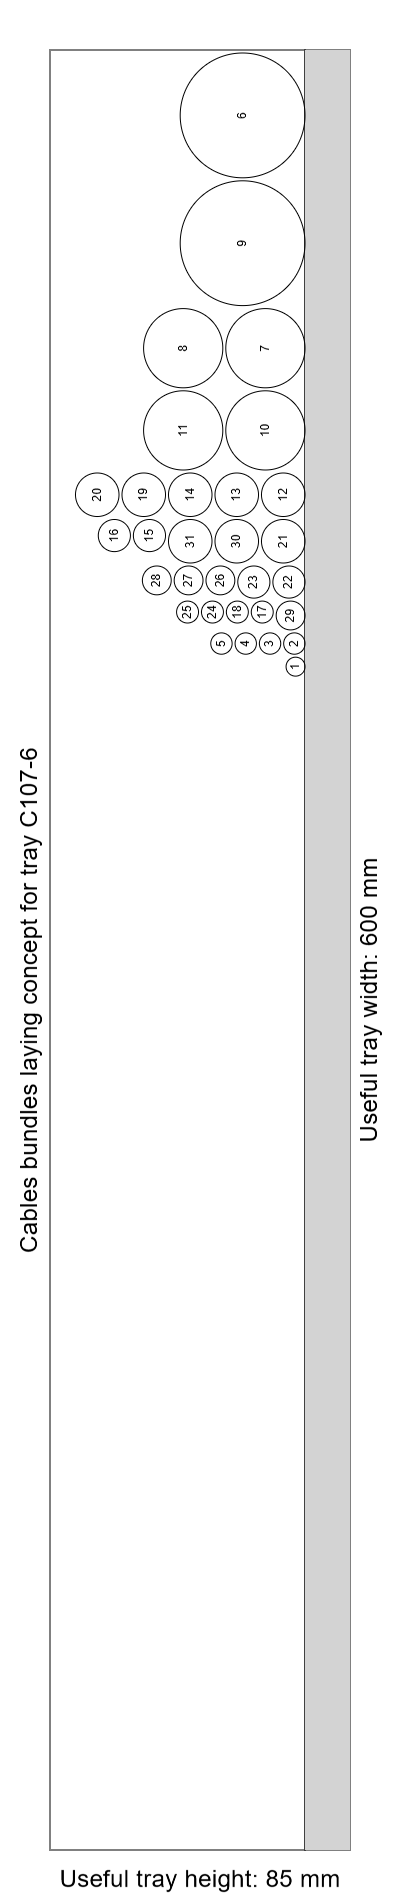 Cables bundles laying concept for tray C107-6
6
9
8 7
11 10
20 19 14 13 12
16 15 31 30 21
28 27 26 23 22
25 24 18 17 29
5 4 3 2
1
Useful tray width: 600 mm
Useful tray height: 85 mm